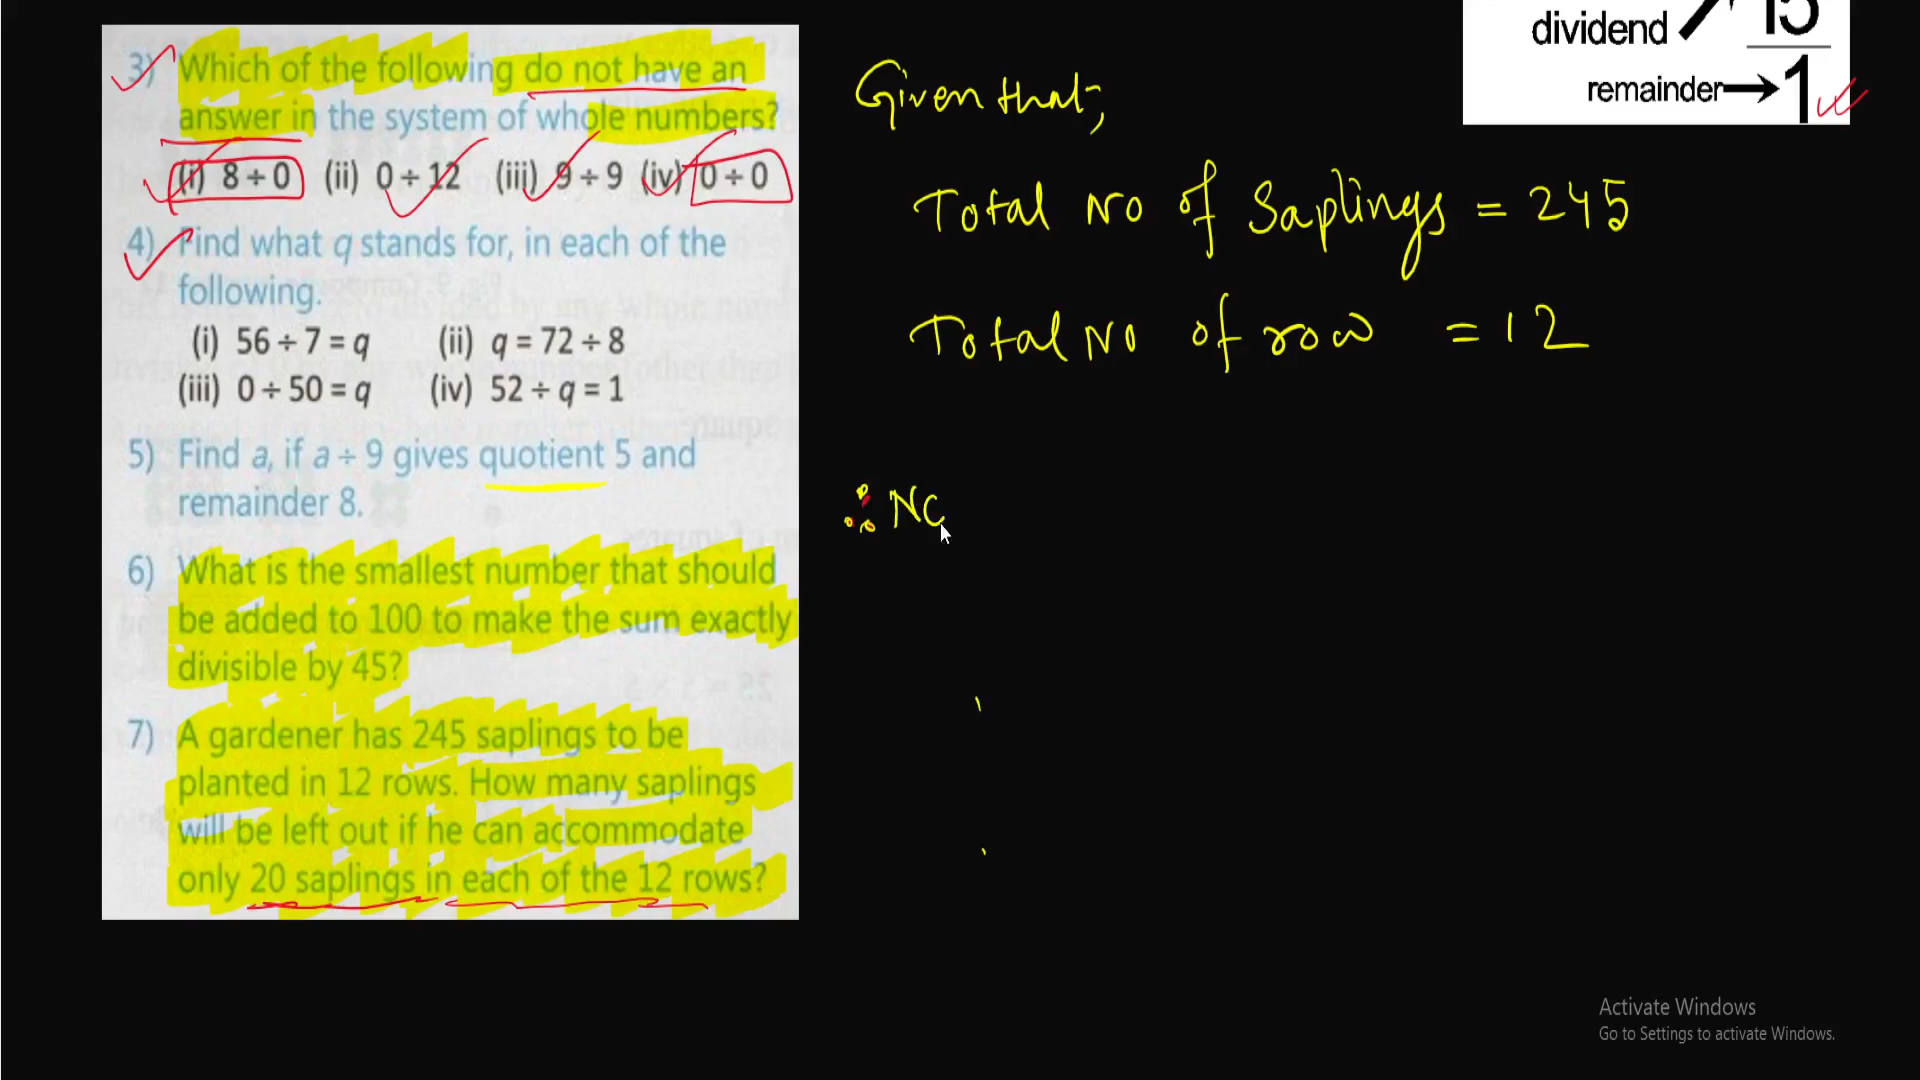 3) Which of the following do not have an
answer in the system of whole numbers?
(i) 8 ÷ 0 (ii) 0 ÷ 12 (iii) 9 ÷ 9 (iv) 0 ÷ 0
4) Find what q stands for, in each of the
following.
(i) 56 ÷ 7 = q (ii) q = 72 ÷ 8
(iii) 0 ÷ 50 = q (iv) 52 ÷ q = 1
5) Find a, if a ÷ 9 gives quotient 5 and
remainder 8.
6) What is the smallest number that should
be added to 100 to make the sum exactly
divisible by 45?
7) A gardener has 245 saplings to be
planted in 12 rows. How many saplings
will be left out if he can accommodate
only 20 saplings in each of the 12 rows?
dividend 15
remainder→1
Given that;
Total No of Saplings = 245
Total No of row = 12
∴ No
Activate Windows
Go to Settings to activate Windows.